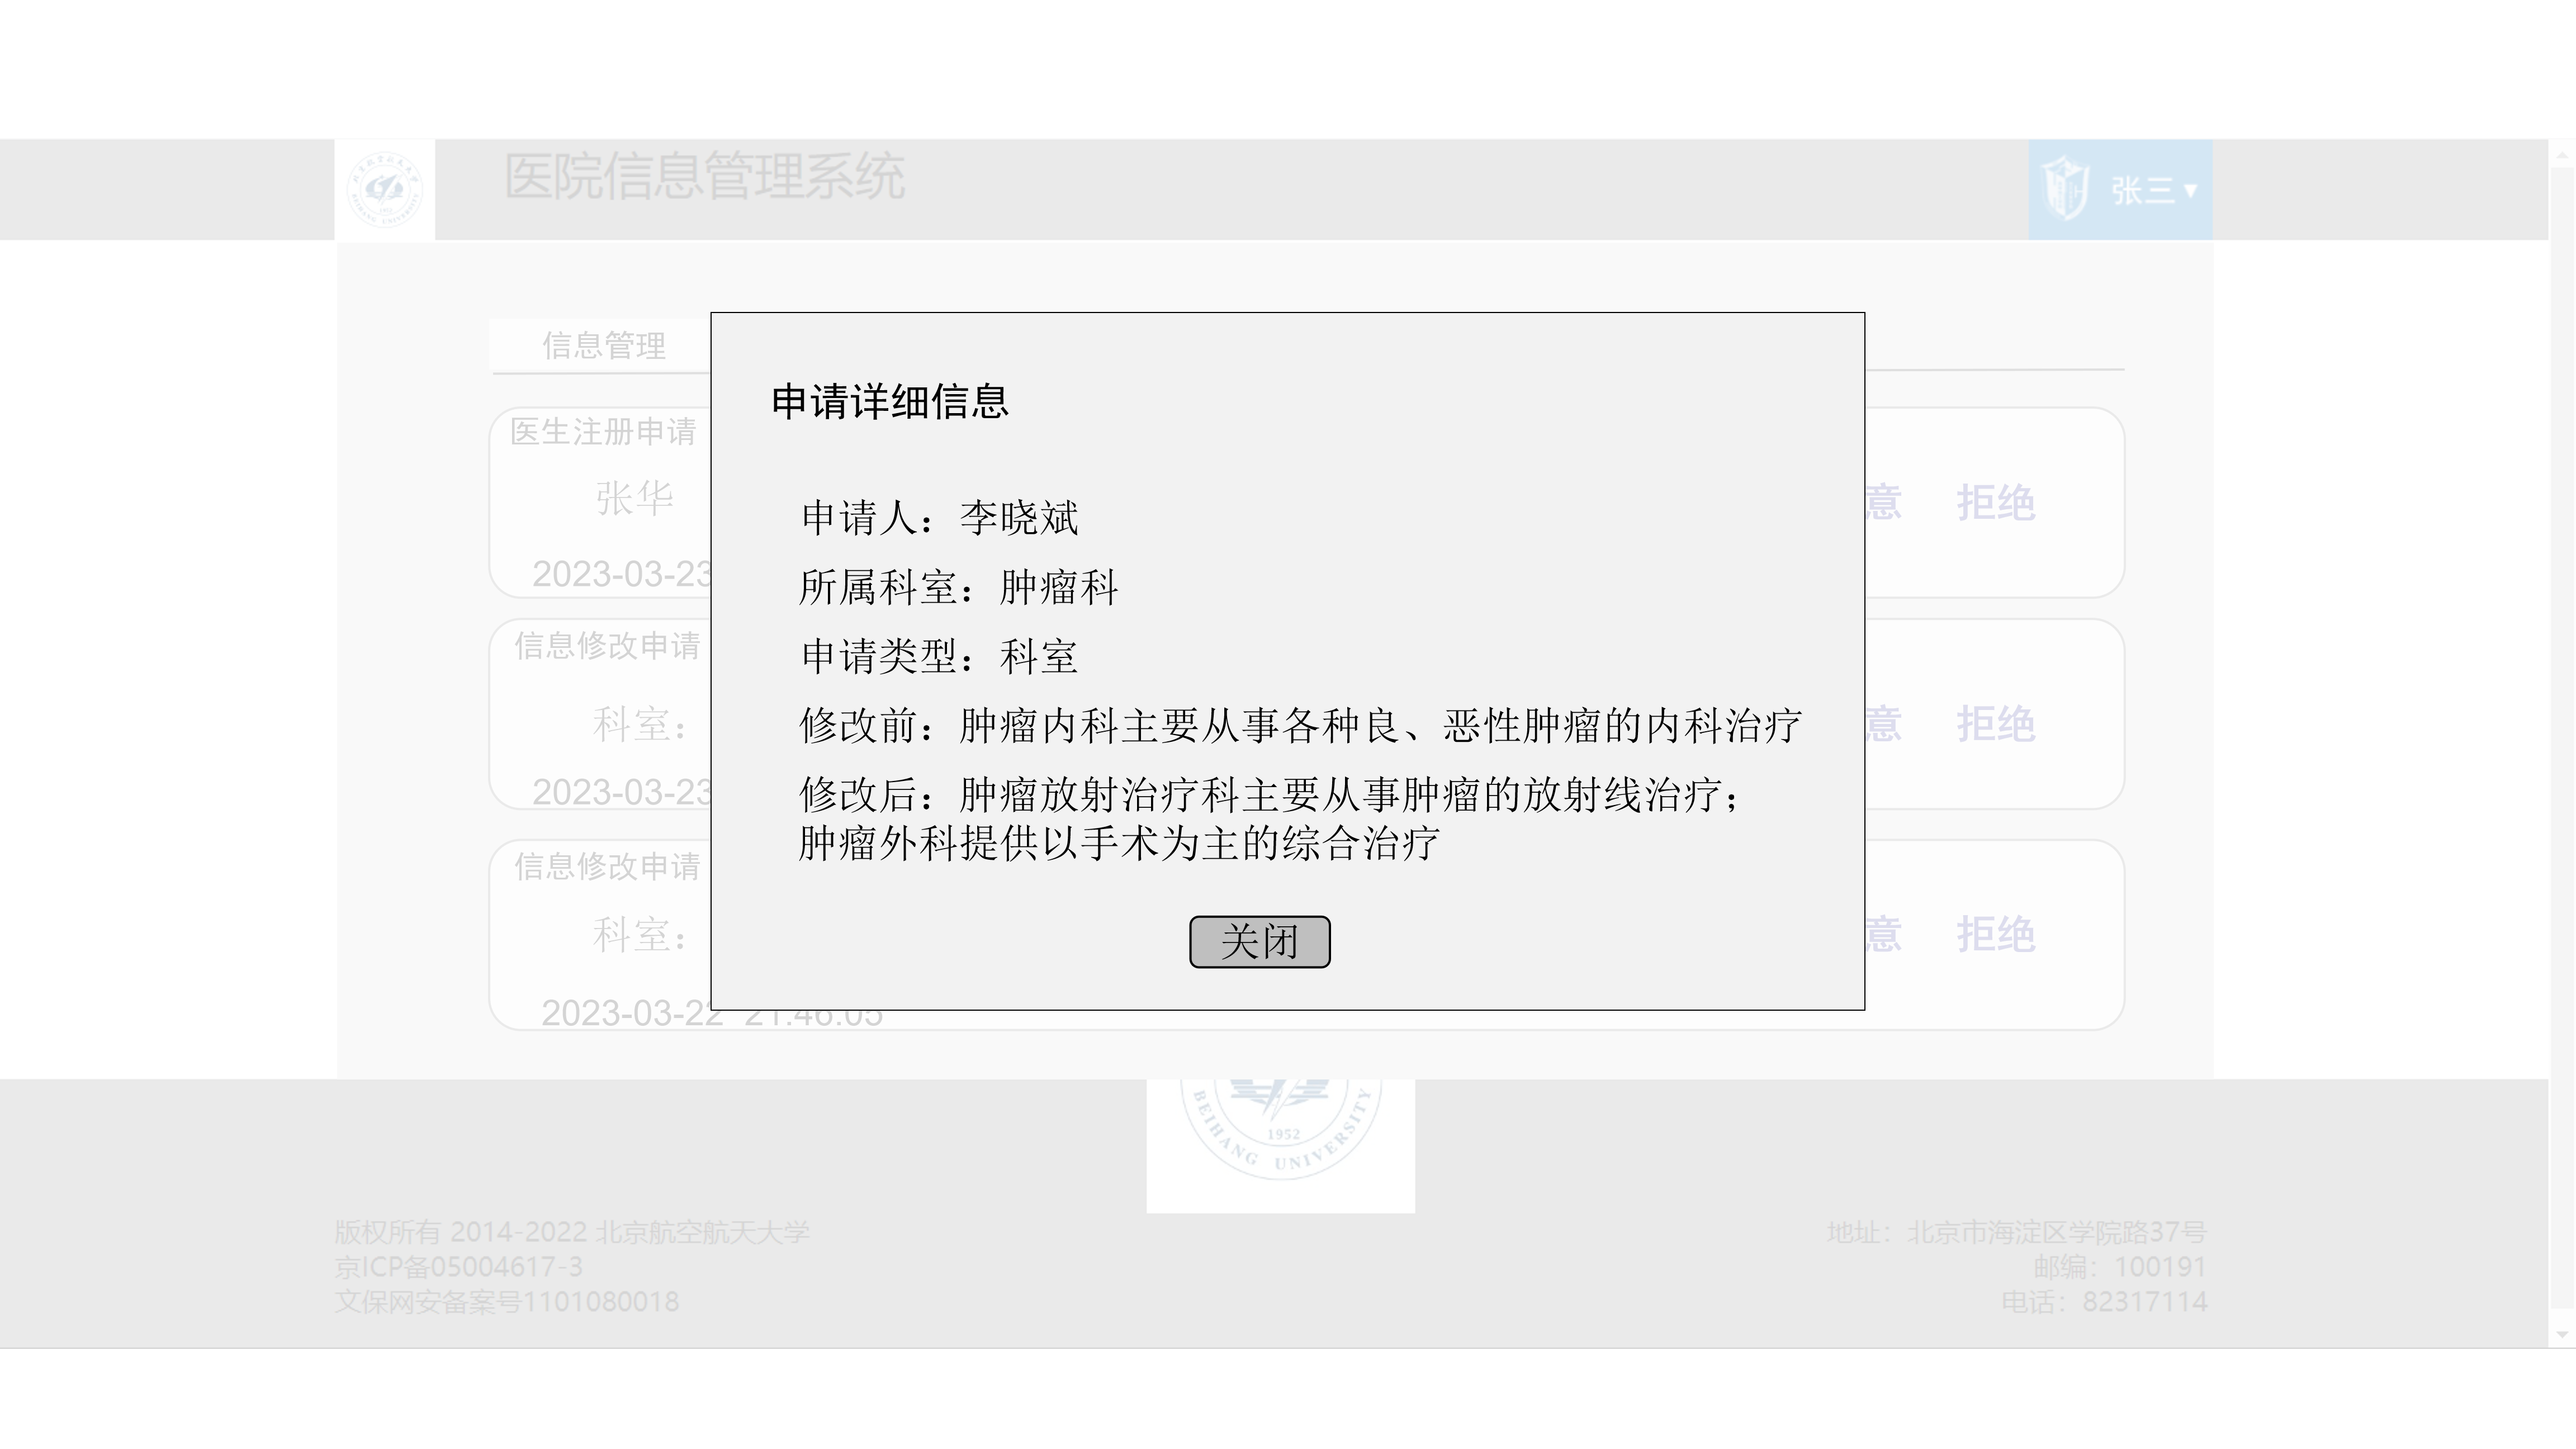 医院信息管理系统
张三
信息管理
申请详细信息
医生注册申请
张华
意 拒绝
2023-03-23
申请人：李晓斌
所属科室：肿瘤科
信息修改申请
申请类型：科室
科室：
修改前：肿瘤内科主要从事各种良、恶性肿瘤的内科治疗
意 拒绝
2023-03-23
修改后：肿瘤放射治疗科主要从事肿瘤的放射线治疗；
肿瘤外科提供以手术为主的综合治疗
信息修改申请
科室：
意 拒绝
关闭
2023-03-22 21:46:05
1952
BEIHANG UNIVERSITY
版权所有 2014-2022 北京航空航天大学
京ICP备05004617-3
文保网安备案号1101080018
地址：北京市海淀区学院路37号
邮编：100191
电话：82317114